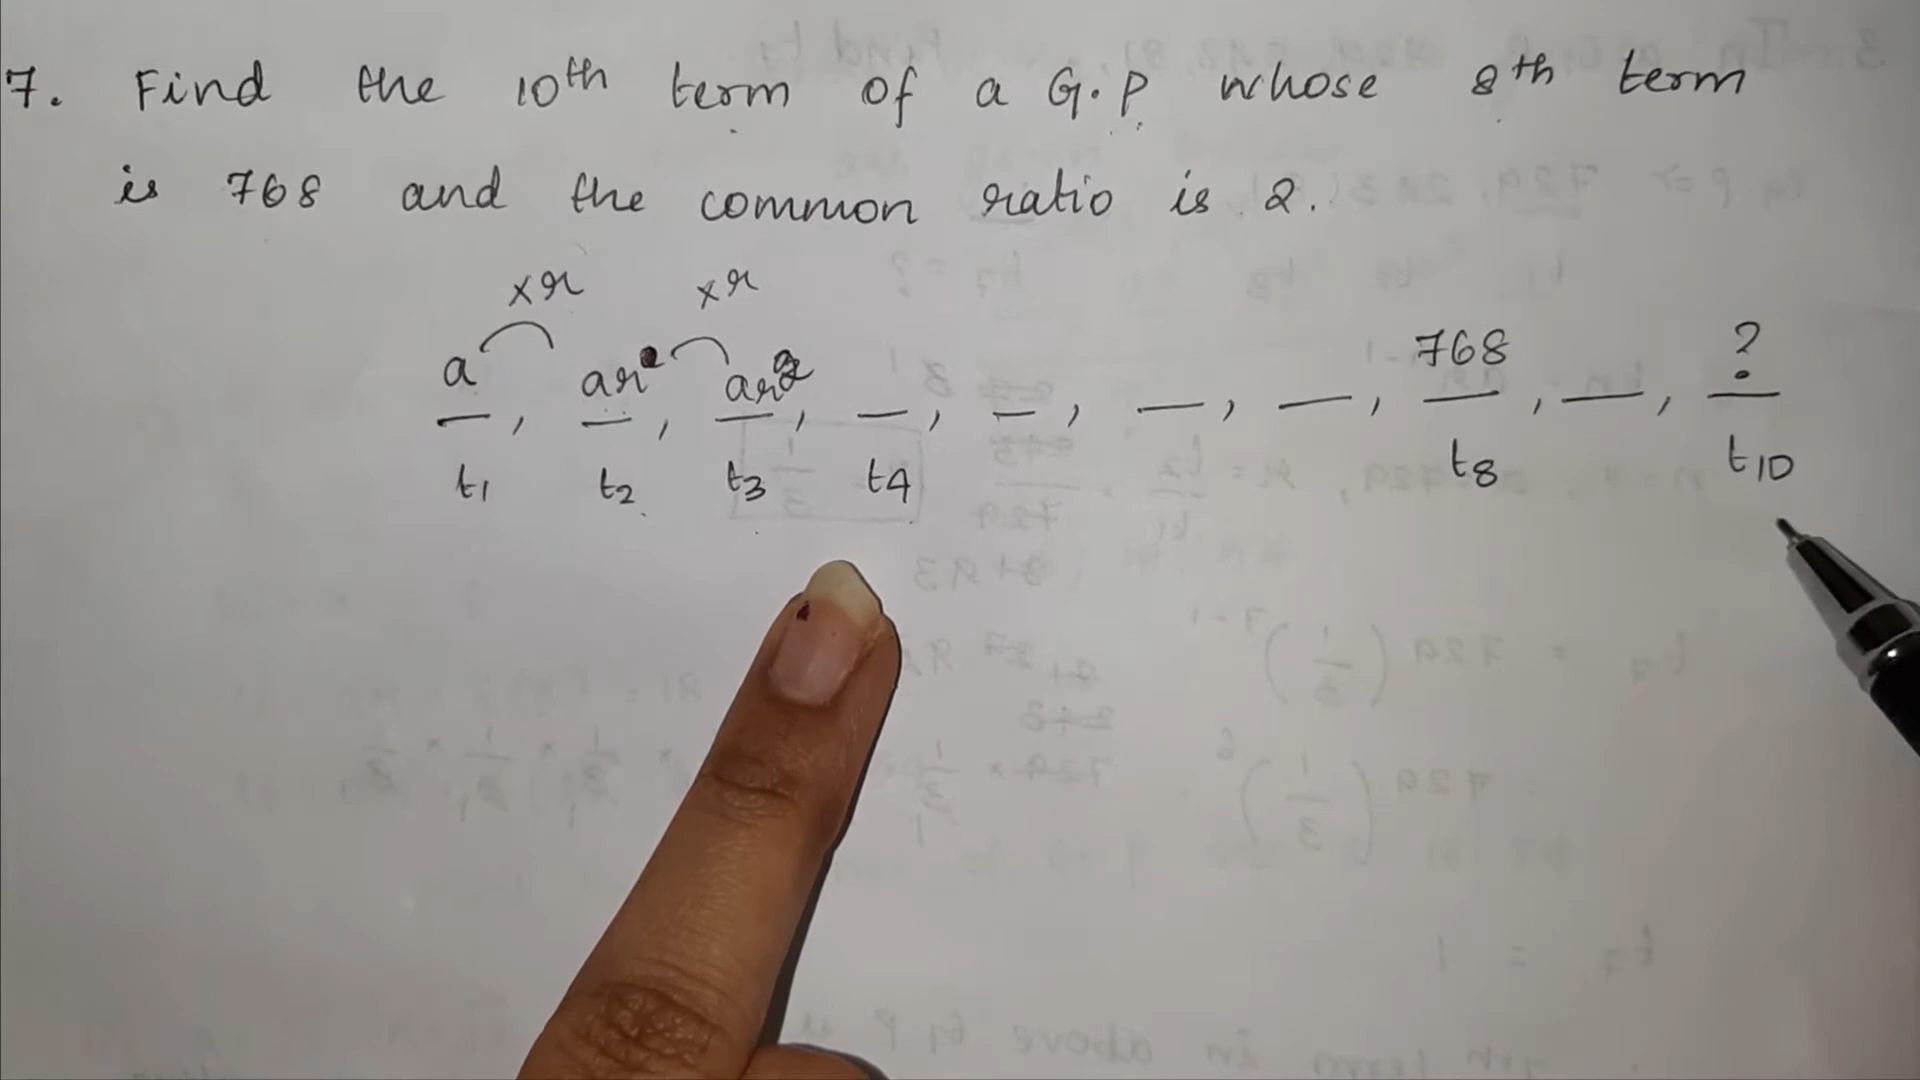 7. Find the 10th term of a G.P whose 8th term
is 768 and the common ratio is 2.
×r ×r
a, ar, ar2, __, __, __, __, 768, __, ?
t1 t2 t3 t4 t8 t10